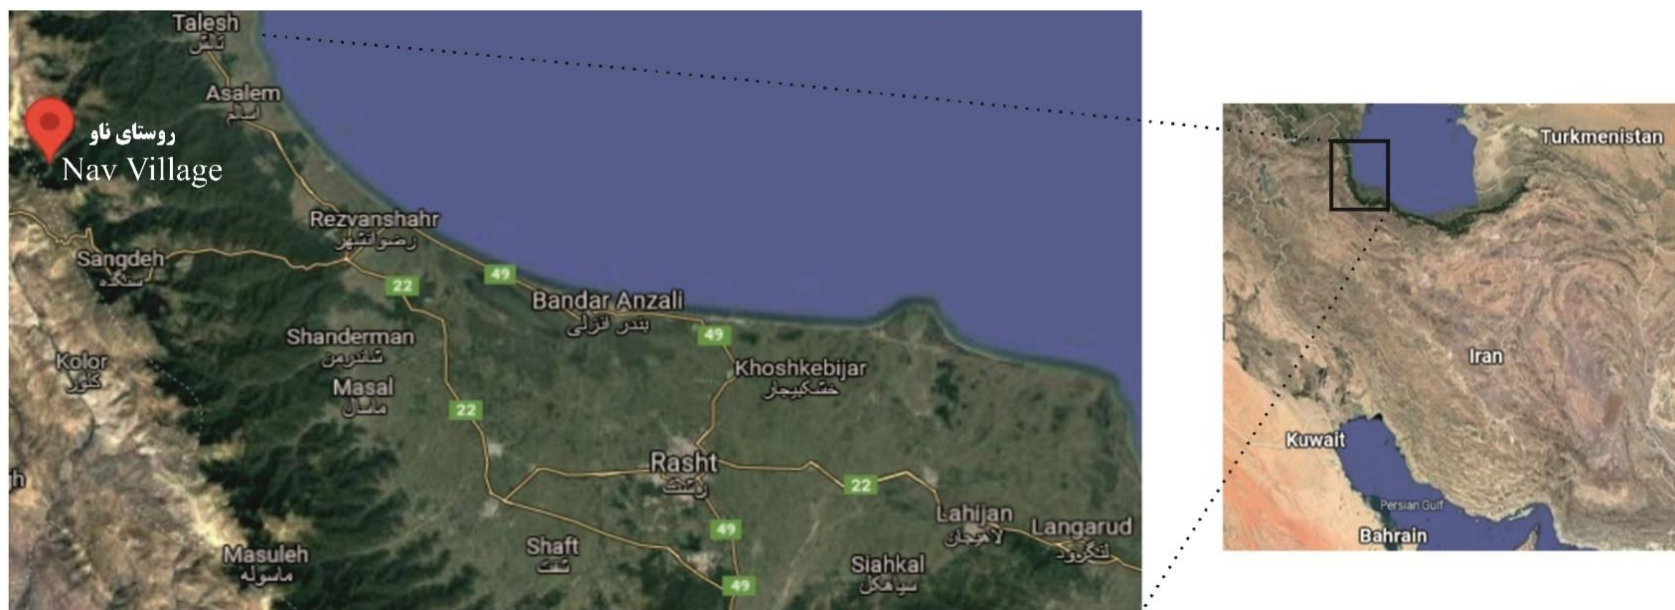 Talesh
تالش
Asalem
اسالم
روستای ناو
Nav Village
Rezvanshahr
رضوانشهر
Sangdeh
سنگده
49
22
Bandar Anzali
بندر انزلی
49
Shanderman
شاندرمن
Khoshkebijar
خشکبیجار
Kolor
کلور
Masal
ماسال
22
Rasht
رشت
gh
22
49
Lahijan
لاهیجان
Langarud
لنگرود
Masuleh
ماسوله
Shaft
شفت
Siahkal
سیاهکل
49
Turkmenistan
Iran
Kuwait
Persian Gulf
Bahrain